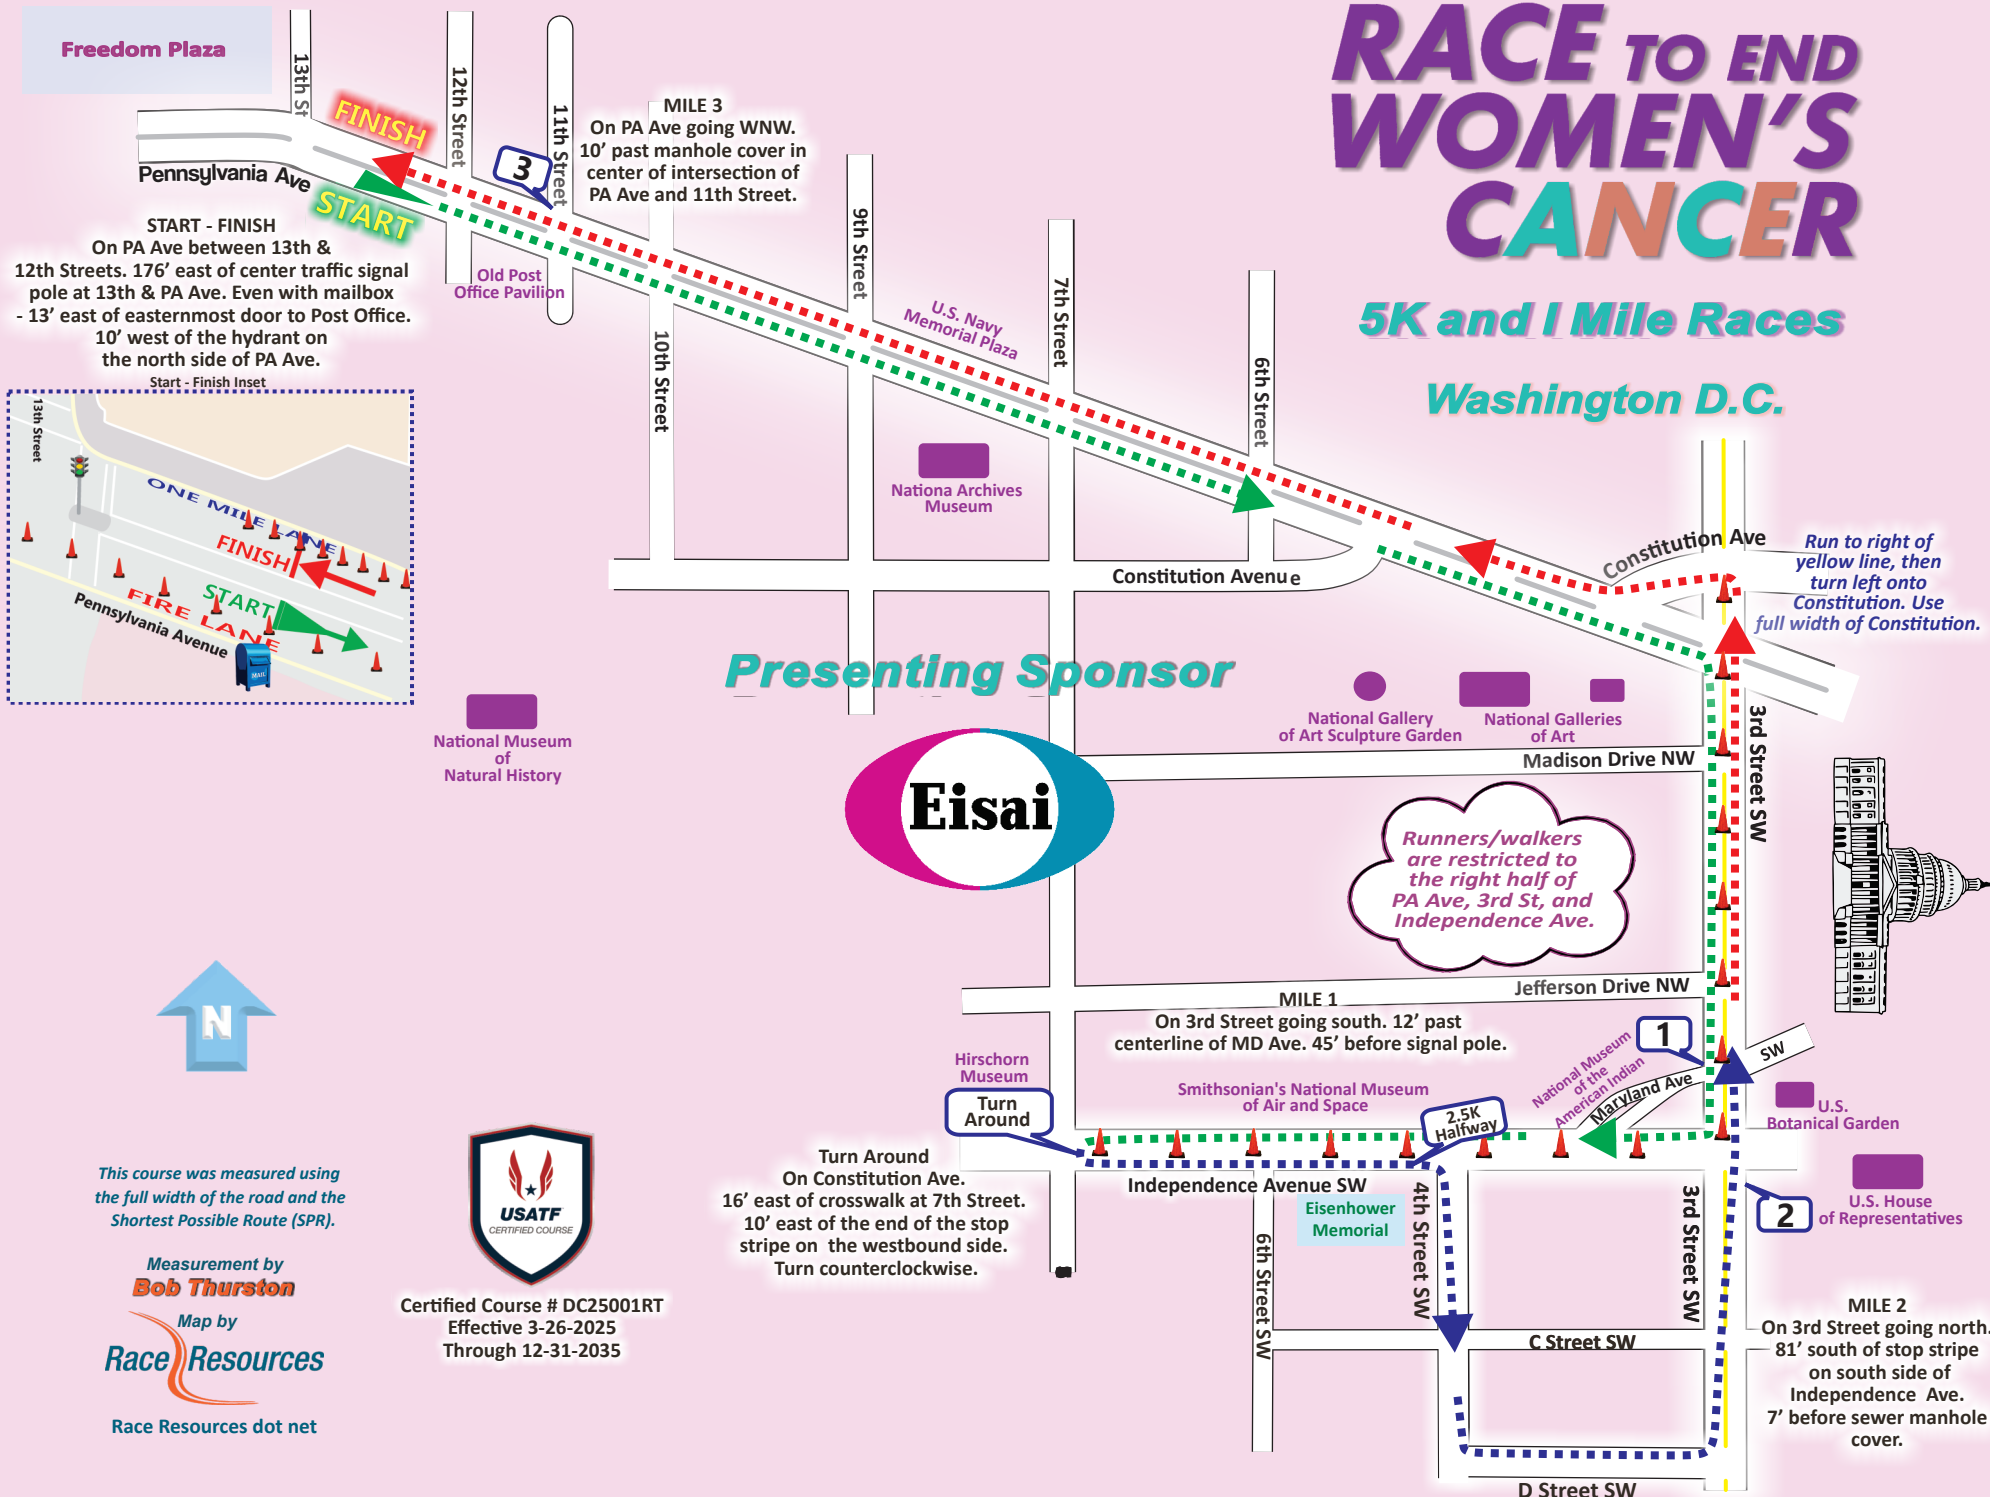 Freedom Plaza
RACE TO END
WOMEN'S
CANCER
5K and I Mile Races
Washington D.C.
13th St
12th Street
11th Street
10th Street
9th Street
7th Street
6th Street
FINISH
START
3
Pennsylvania Ave
MILE 3
On PA Ave going WNW.
10' past manhole cover in
center of intersection of
PA Ave and 11th Street.
START - FINISH
On PA Ave between 13th &
12th Streets. 176' east of center traffic signal
pole at 13th & PA Ave. Even with mailbox
- 13' east of easternmost door to Post Office.
10' west of the hydrant on
the north side of PA Ave.
Start - Finish Inset
13th Street
ONE MILE LANE
FINISH
START
FIRE LANE
Pennsylvania Avenue
MAIL
Old Post
Office Pavilion
U.S. Navy
Memorial Plaza
Nationa Archives
Museum
Constitution Avenue
Constitution Ave
Run to right of
yellow line, then
turn left onto
Constitution. Use
full width of Constitution.
Presenting Sponsor
Eisai
National Museum
of
Natural History
National Gallery
of Art Sculpture Garden
National Galleries
of Art
Madison Drive NW
3rd Street SW
Runners/walkers
are restricted to
the right half of
PA Ave, 3rd St, and
Independence Ave.
Jefferson Drive NW
MILE 1
On 3rd Street going south. 12' past
centerline of MD Ave. 45' before signal pole.
1
SW
Maryland Ave
National Museum
of the
American Indian
N
Hirschorn
Museum
Turn
Around
Smithsonian's National Museum
of Air and Space
2.5K
Halfway
U.S.
Botanical Garden
U.S. House
of Representatives
2
Independence Avenue SW
Eisenhower
Memorial
Turn Around
On Constitution Ave.
16' east of crosswalk at 7th Street.
10' east of the end of the stop
stripe on the westbound side.
Turn counterclockwise.
6th Street SW
4th Street SW
3rd Street SW
C Street SW
D Street SW
MILE 2
On 3rd Street going north.
81' south of stop stripe
on south side of
Independence Ave.
7' before sewer manhole
cover.
This course was measured using
the full width of the road and the
Shortest Possible Route (SPR).
Measurement by
Bob Thurston
Map by
Race Resources
Race Resources dot net
USATF
CERTIFIED COURSE
Certified Course # DC25001RT
Effective 3-26-2025
Through 12-31-2035